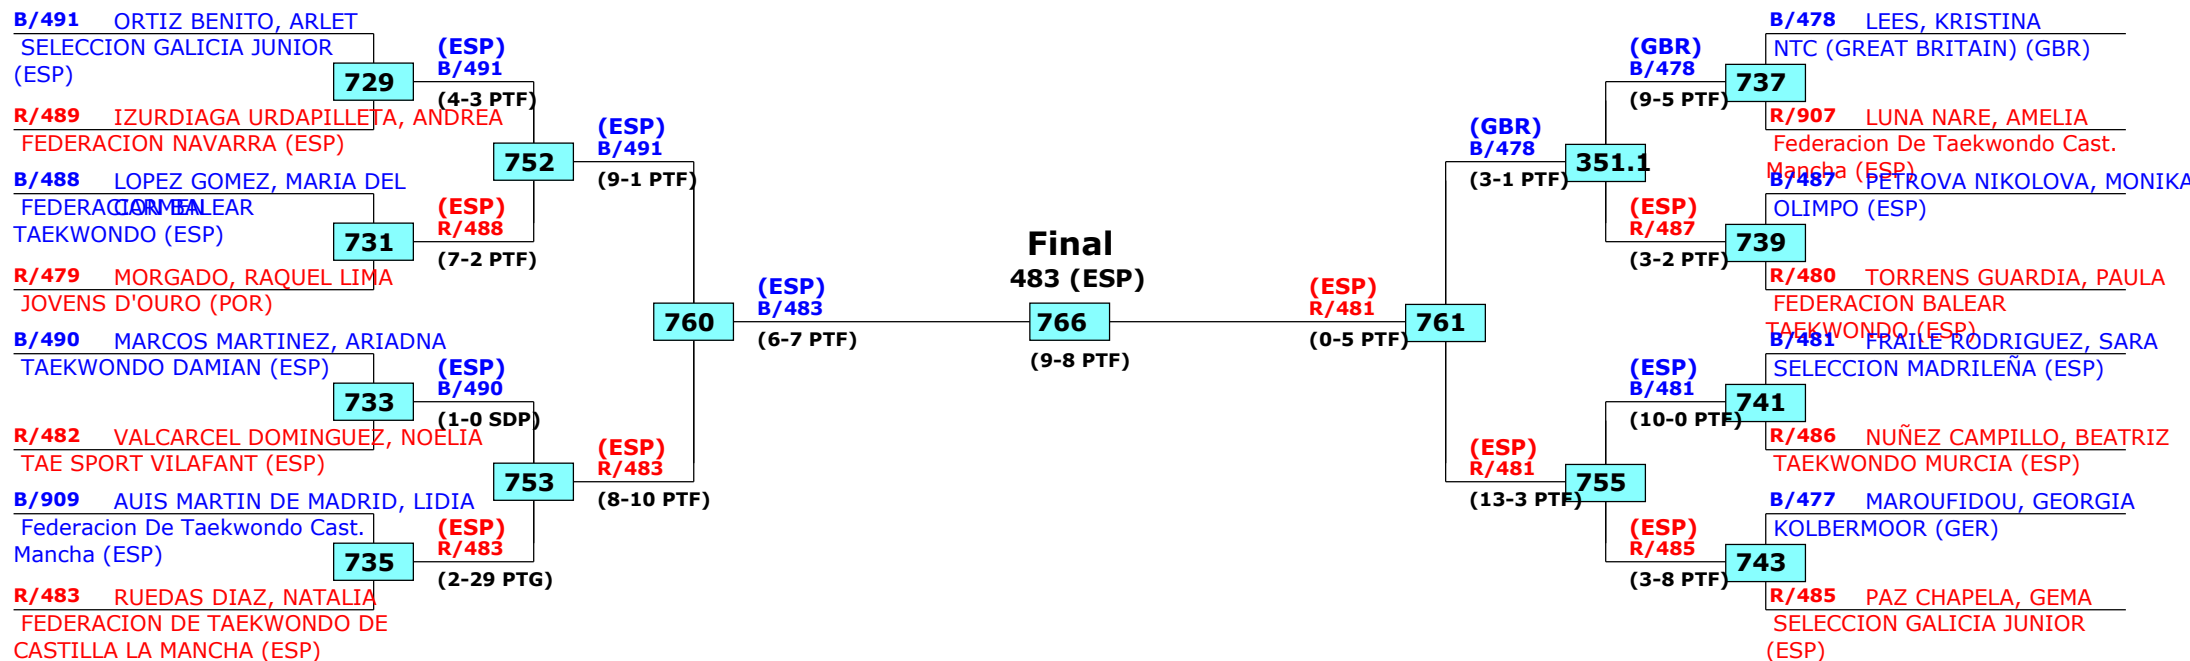 B/491 ORTIZ BENITO, ARLET
SELECCION GALICIA JUNIOR
(ESP)
R/489 IZURDIAGA URDAPILLETA, ANDREA
FEDERACION NAVARRA (ESP)
B/488 LOPEZ GOMEZ, MARIA DEL
CARMEN
FEDERACION BALEAR
TAEKWONDO (ESP)
R/479 MORGADO, RAQUEL LIMA
JOVENS D'OURO (POR)
B/490 MARCOS MARTINEZ, ARIADNA
TAEKWONDO DAMIAN (ESP)
R/482 VALCARCEL DOMINGUEZ, NOELIA
TAE SPORT VILAFANT (ESP)
B/909 AUIS MARTIN DE MADRID, LIDIA
Federacion De Taekwondo Cast.
Mancha (ESP)
R/483 RUEDAS DIAZ, NATALIA
FEDERACION DE TAEKWONDO DE
CASTILLA LA MANCHA (ESP)
729
(ESP)
B/491
(4-3 PTF)
731
(ESP)
R/488
(7-2 PTF)
733
(ESP)
B/490
(1-0 SDP)
735
(ESP)
R/483
(2-29 PTG)
752
(ESP)
B/491
(9-1 PTF)
753
(ESP)
R/483
(8-10 PTF)
760
(ESP)
B/483
(6-7 PTF)
Final
483 (ESP)
766
(9-8 PTF)
(ESP)
R/481
(0-5 PTF)
761
(GBR)
B/478
(3-1 PTF)
351.1
(ESP)
R/481
(13-3 PTF)
755
(GBR)
B/478
(9-5 PTF)
737
(ESP)
R/487
(3-2 PTF)
739
(ESP)
B/481
(10-0 PTF)
741
(ESP)
R/485
(3-8 PTF)
743
B/478 LEES, KRISTINA
NTC (GREAT BRITAIN) (GBR)
R/907 LUNA NARE, AMELIA
Federacion De Taekwondo Cast.
Mancha (ESP)
B/487 PETROVA NIKOLOVA, MONIKA
OLIMPO (ESP)
R/480 TORRENS GUARDIA, PAULA
FEDERACION BALEAR
TAEKWONDO (ESP)
B/481 FRAILE RODRIGUEZ, SARA
SELECCION MADRILEÑA (ESP)
R/486 NUÑEZ CAMPILLO, BEATRIZ
TAEKWONDO MURCIA (ESP)
B/477 MAROUFIDOU, GEORGIA
KOLBERMOOR (GER)
R/485 PAZ CHAPELA, GEMA
SELECCION GALICIA JUNIOR
(ESP)